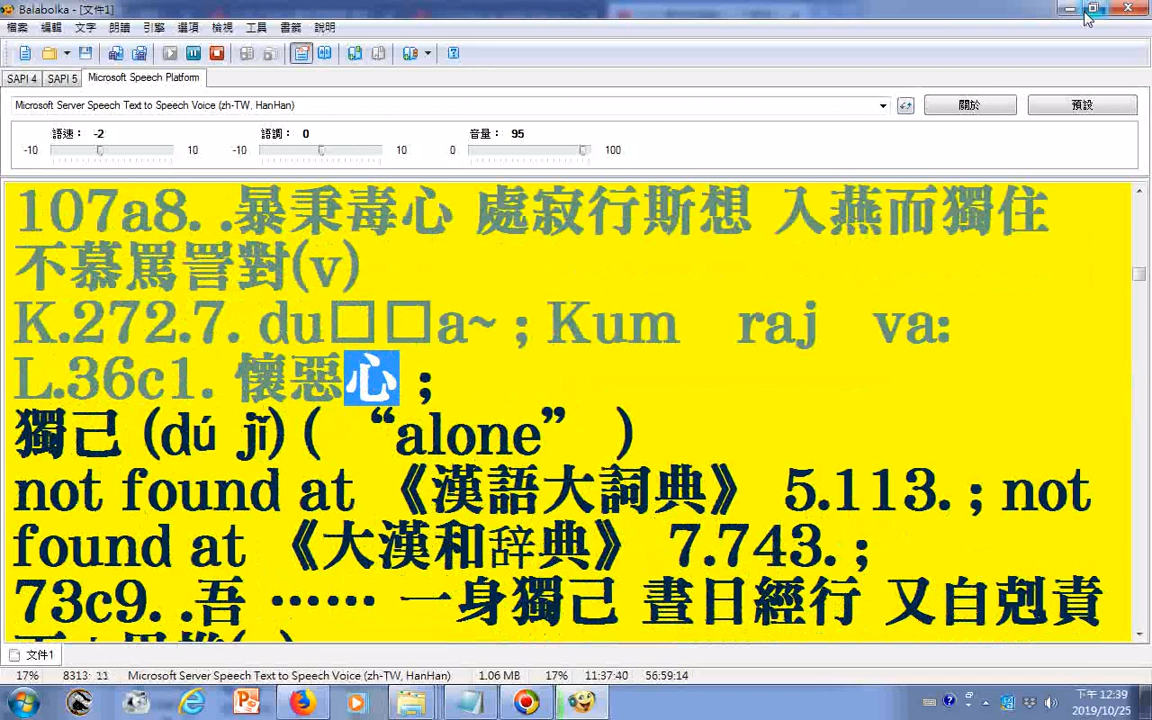 Balabolka - [文件1]
檔案 編輯 文字 朗讀 引擎 選項 檢視 工具 書籤 說明
SAPI 4 SAPI 5 Microsoft Speech Platform
Microsoft Server Speech Text to Speech Voice (zh-TW, HanHan) 關於 預設
語速： -2 語調： 0 音量： 95
-10 10 -10 10 0 100
107a8. .暴秉毒心 處寂行斯想 入燕而獨住
不慕罵詈對(v)
K.272.7. du□□a~ ; Kum raj va:
L.36c1. 懷惡心 ;
獨己 (dú jǐ) ( “alone” )
not found at 《漢語大詞典》 5.113. ; not
found at 《大漢和辞典》 7.743. ;
73c9. .吾 …… 一身獨己 晝日經行 又自剋責
文件1
17% 8313: 11 Microsoft Server Speech Text to Speech Voice (zh-TW, HanHan) 1.06 MB 17% 11:37:40 56:59:14
下午 12:39
2019/10/25